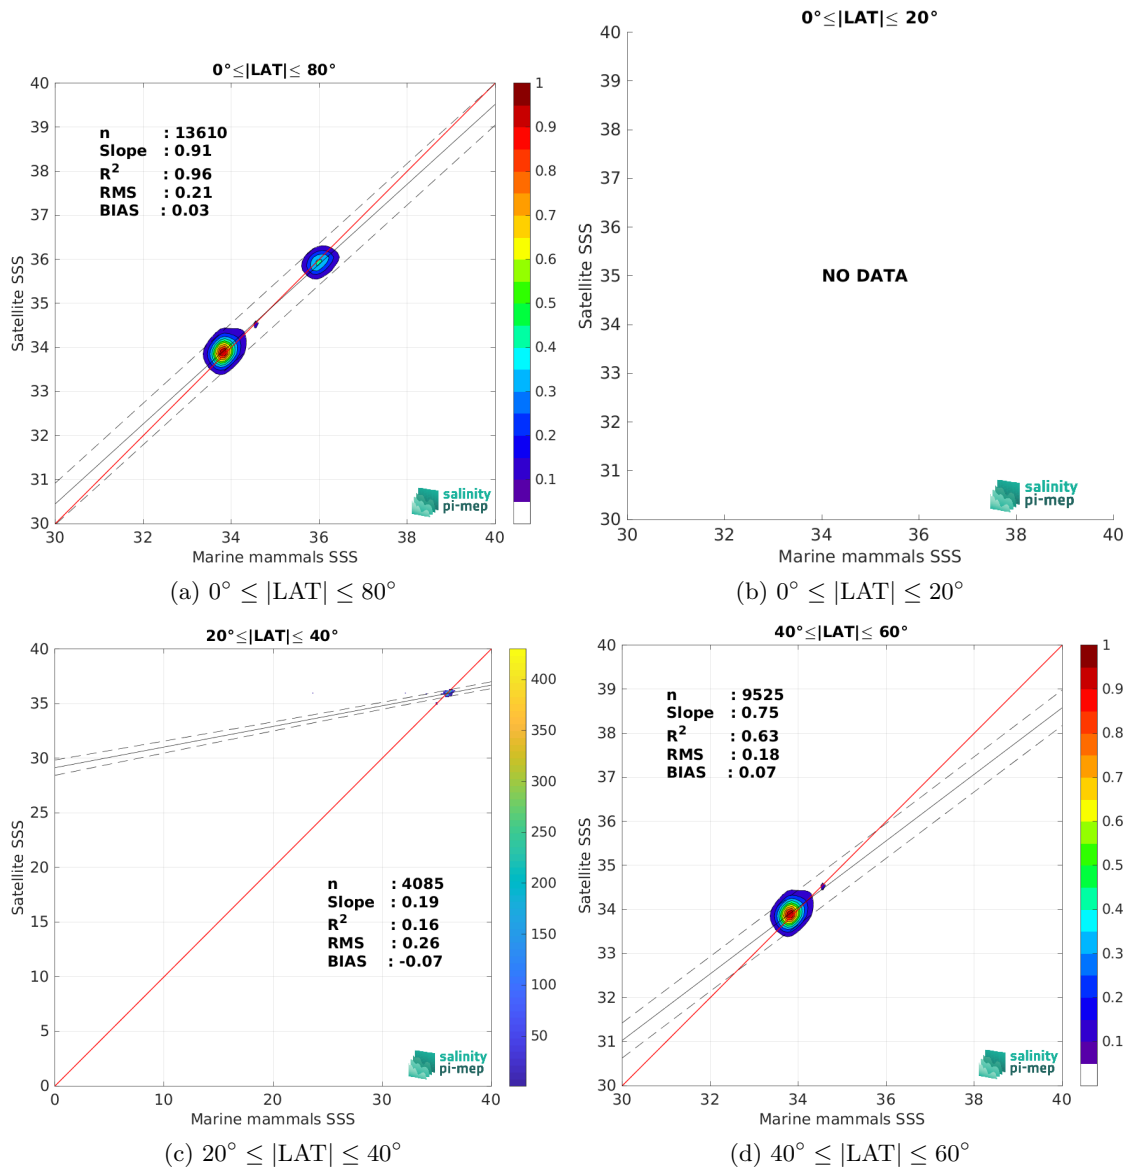 0°≤|LAT|≤ 80°
40
39
38
37
36
35
34
33
32
31
30
Satellite SSS
n : 13610
Slope : 0.91
R² : 0.96
RMS : 0.21
BIAS : 0.03
salinity
pi-mep
30 32 34 36 38 40
Marine mammals SSS
1
0.9
0.8
0.7
0.6
0.5
0.4
0.3
0.2
0.1
(a) 0° ≤ |LAT| ≤ 80°
0°≤|LAT|≤ 20°
40
39
38
37
36
35
34
33
32
31
30
Satellite SSS
NO DATA
salinity
pi-mep
30 32 34 36 38 40
Marine mammals SSS
(b) 0° ≤ |LAT| ≤ 20°
20°≤|LAT|≤ 40°
40
35
30
25
20
15
10
5
0
Satellite SSS
n : 4085
Slope : 0.19
R² : 0.16
RMS : 0.26
BIAS : -0.07
salinity
pi-mep
0 10 20 30 40
Marine mammals SSS
400
350
300
250
200
150
100
50
(c) 20° ≤ |LAT| ≤ 40°
40°≤|LAT|≤ 60°
40
39
38
37
36
35
34
33
32
31
30
Satellite SSS
n : 9525
Slope : 0.75
R² : 0.63
RMS : 0.18
BIAS : 0.07
salinity
pi-mep
30 32 34 36 38 40
Marine mammals SSS
1
0.9
0.8
0.7
0.6
0.5
0.4
0.3
0.2
0.1
(d) 40° ≤ |LAT| ≤ 60°